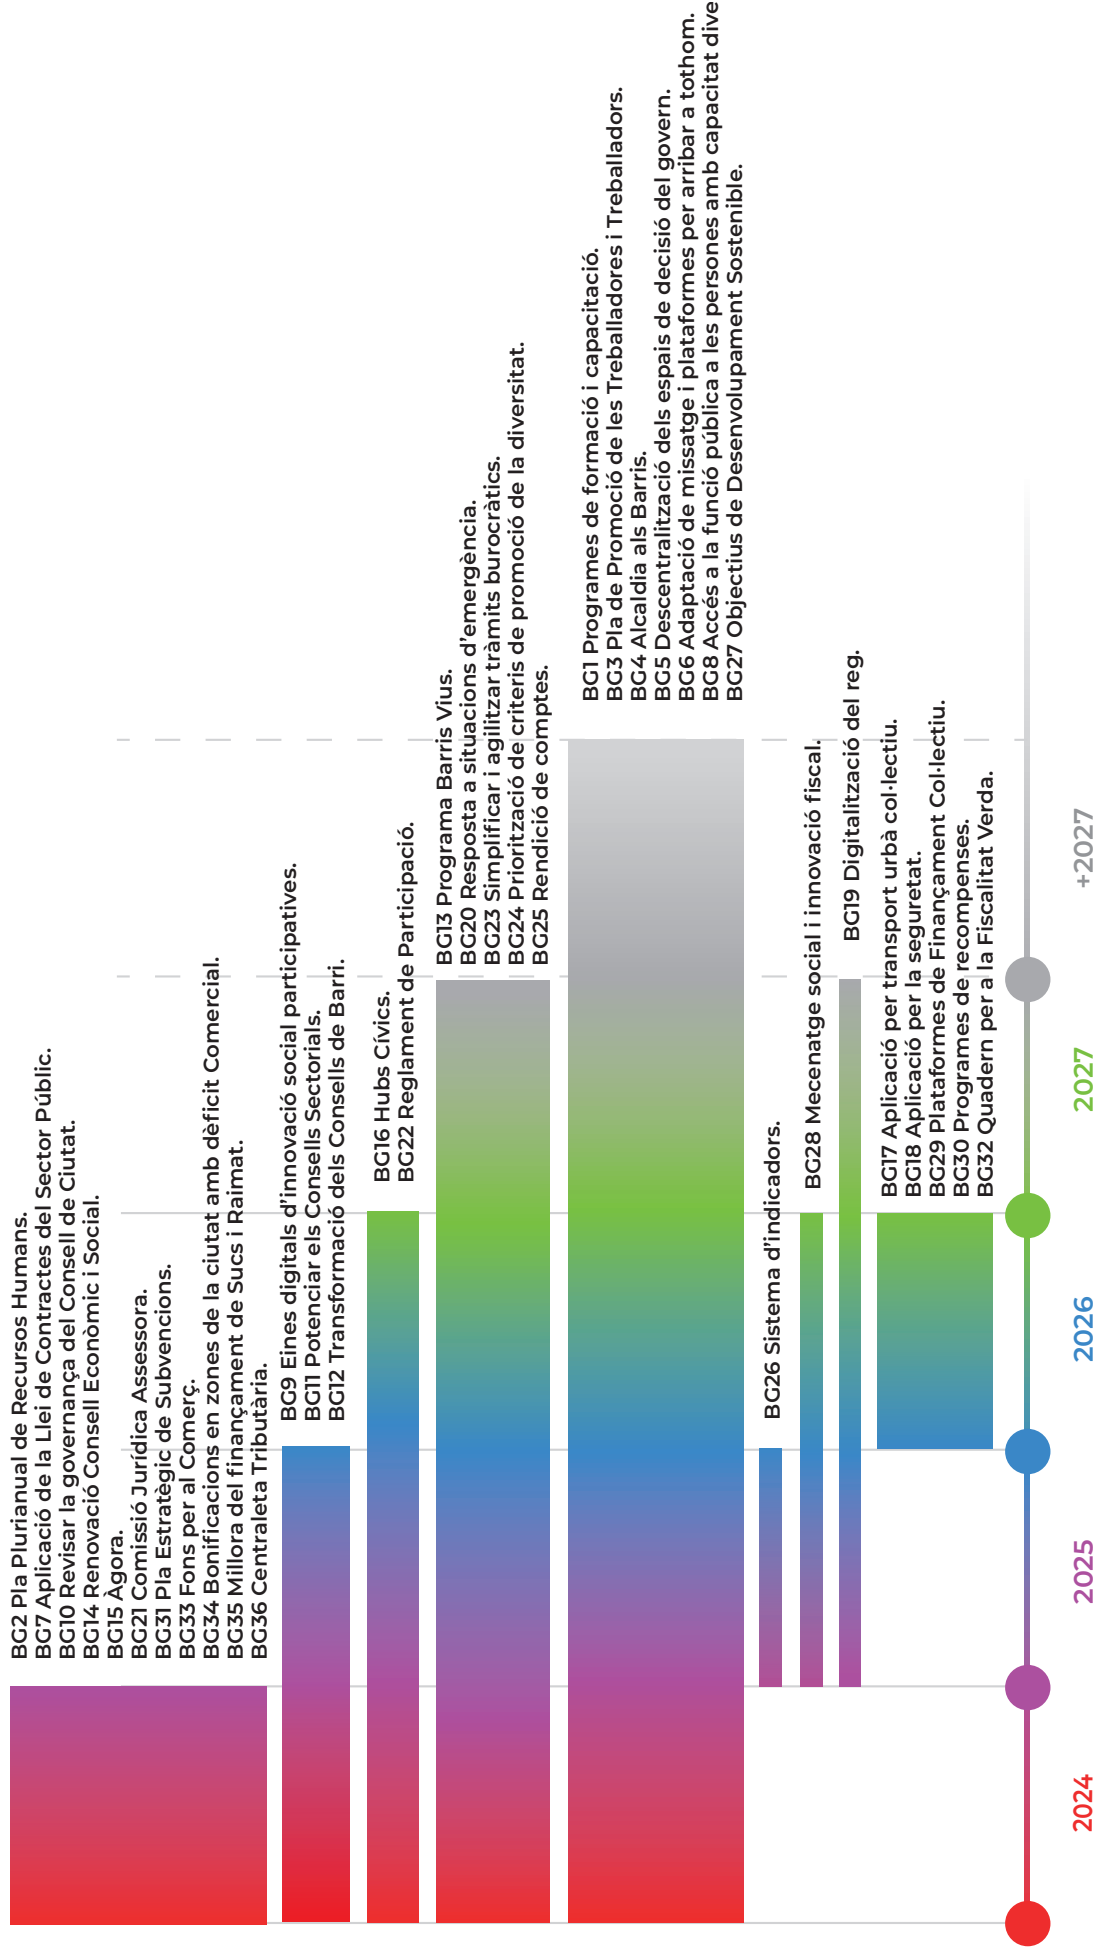 BG2 Pla Plurianual de Recursos Humans.
BG7 Aplicació de la Llei de Contractes del Sector Públic.
BG10 Revisar la governança del Consell de Ciutat.
BG14 Renovació Consell Econòmic i Social.
BG15 Àgora.
BG21 Comissió Jurídica Assessora.
BG31 Pla Estratègic de Subvencions.
BG33 Fons per al Comerç.
BG34 Bonificacions en zones de la ciutat amb dèficit Comercial.
BG35 Millora del finançament de Sucs i Raimat.
BG36 Centraleta Tributària.
BG9 Eines digitals d'innovació social participatives.
BG11 Potenciar els Consells Sectorials.
BG12 Transformació dels Consells de Barri.
BG16 Hubs Cívics.
BG22 Reglament de Participació.
BG13 Programa Barris Vius.
BG20 Resposta a situacions d'emergència.
BG23 Simplificar i agilitzar tràmits burocràtics.
BG24 Priorització de criteris de promoció de la diversitat.
BG25 Rendició de comptes.
BG1 Programes de formació i capacitació.
BG3 Pla de Promoció de les Treballadores i Treballadors.
BG4 Alcaldia als Barris.
BG5 Descentralització dels espais de decisió del govern.
BG6 Adaptació de missatge i plataformes per arribar a tothom.
BG8 Accés a la funció pública a les persones amb capacitat dive
BG27 Objectius de Desenvolupament Sostenible.
BG26 Sistema d'indicadors.
BG28 Mecenatge social i innovació fiscal.
BG19 Digitalització del reg.
BG17 Aplicació per transport urbà col·lectiu.
BG18 Aplicació per la seguretat.
BG29 Plataformes de Finançament Col·lectiu.
BG30 Programes de recompenses.
BG32 Quadern per a la Fiscalitat Verda.
2024
2025
2026
2027
+2027